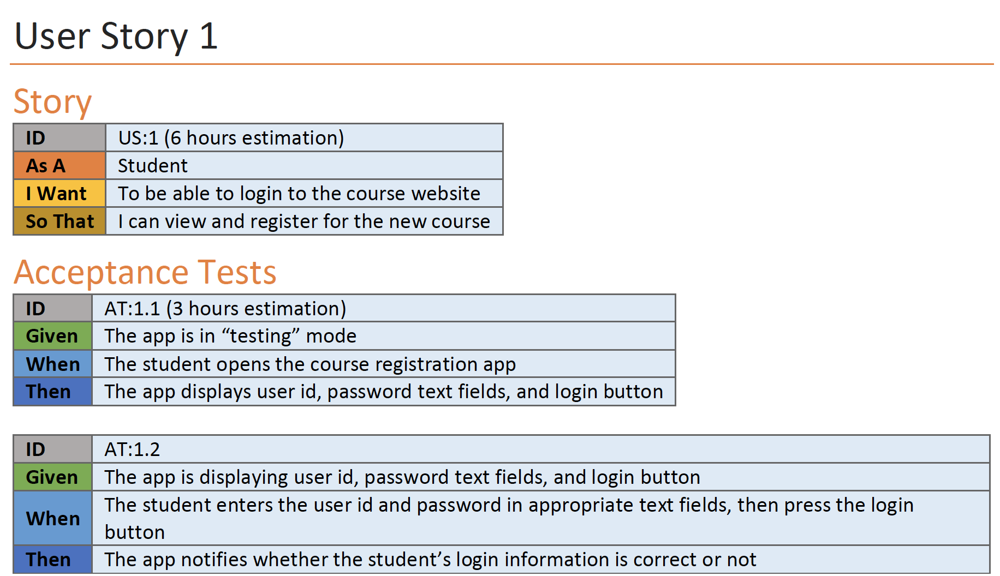 User Story 1
Story
ID US:1 (6 hours estimation)
As A Student
I Want To be able to login to the course website
So That I can view and register for the new course
Acceptance Tests
ID AT:1.1 (3 hours estimation)
Given The app is in “testing” mode
When The student opens the course registration app
Then The app displays user id, password text fields, and login button
ID AT:1.2
Given The app is displaying user id, password text fields, and login button
When The student enters the user id and password in appropriate text fields, then press the login
button
Then The app notifies whether the student’s login information is correct or not